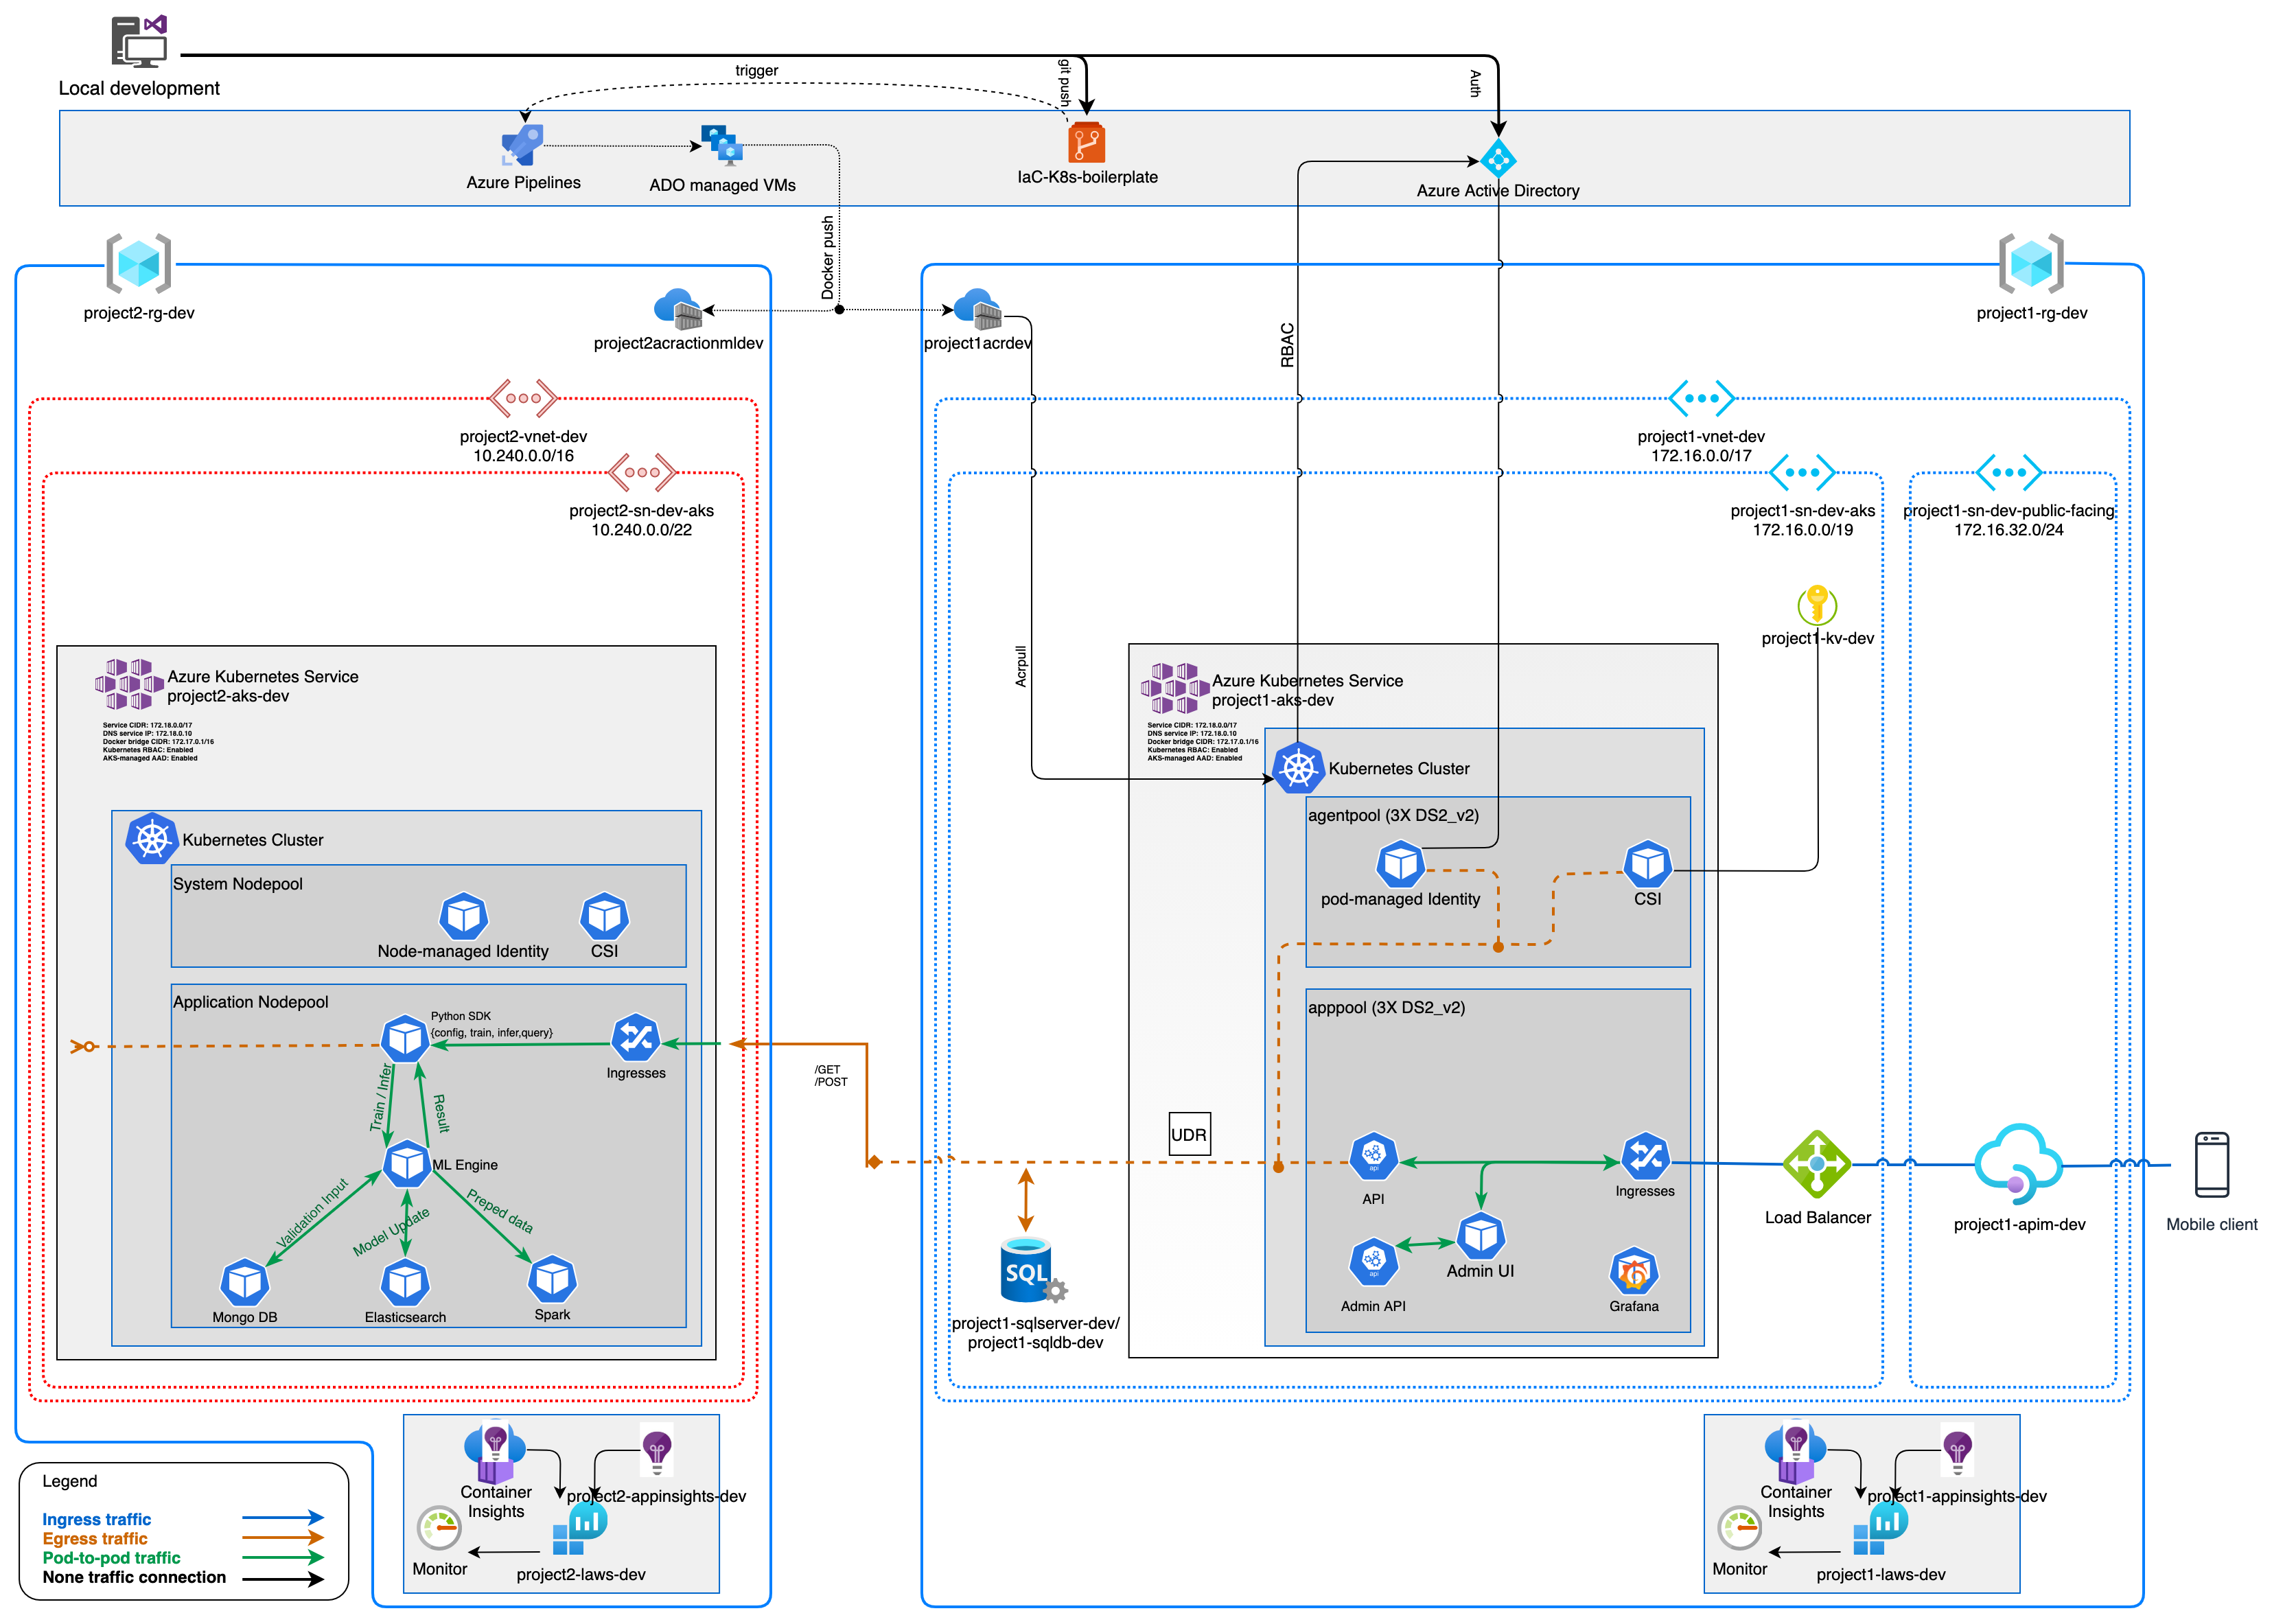 Local development
trigger
git push
Auth
Azure Pipelines
ADO managed VMs
IaC-K8s-boilerplate
Azure Active Directory
Docker push
project2-rg-dev
project2acractionmldev
project1acrdev
project1-rg-dev
RBAC
project2-vnet-dev
10.240.0.0/16
project2-sn-dev-aks
10.240.0.0/22
project1-vnet-dev
172.16.0.0/17
project1-sn-dev-aks
172.16.0.0/19
project1-sn-dev-public-facing
172.16.32.0/24
project1-kv-dev
Acrpull
Azure Kubernetes Service
project2-aks-dev
Service CIDR: 172.18.0.0/17
DNS service IP: 172.18.0.10
Docker bridge CIDR: 172.17.0.1/16
Kubernetes RBAC: Enabled
AKS-managed AAD: Enabled
Kubernetes Cluster
System Nodepool
Node-managed Identity
CSI
Application Nodepool
Python SDK
{config, train, infer,query}
Ingresses
Train / Infer
Result
ML Engine
Validation Input
Model Update
Preped data
Mongo DB
Elasticsearch
Spark
/GET
/POST
Azure Kubernetes Service
project1-aks-dev
Service CIDR: 172.18.0.0/17
DNS service IP: 172.18.0.10
Docker bridge CIDR: 172.17.0.1/16
Kubernetes RBAC: Enabled
AKS-managed AAD: Enabled
Kubernetes Cluster
agentpool (3X DS2_v2)
pod-managed Identity
CSI
apppool (3X DS2_v2)
UDR
api
API
Ingresses
api
Admin API
Admin UI
Grafana
SQL
project1-sqlserver-dev/
project1-sqldb-dev
Load Balancer
project1-apim-dev
Mobile client
Container
Insights
project2-appinsights-dev
Monitor
project2-laws-dev
Container
Insights
project1-appinsights-dev
Monitor
project1-laws-dev
Legend
Ingress traffic
Egress traffic
Pod-to-pod traffic
None traffic connection